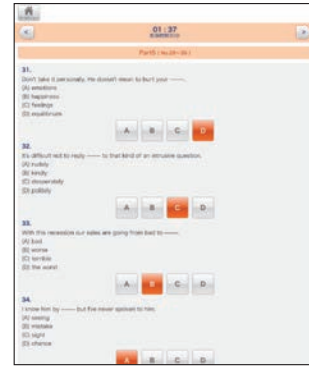 01 : 37
31.
Don't take it personally. He doesn't mean to hurt your ------.
(A) emotions
(B) happiness
(C) feelings
(D) equilibrium
A B C D
32.
It's difficult not to reply ------ to that kind of an intrusive question.
(A) rudely
(B) kindly
(C) desperately
(D) politely
A B C D
33.
With this recession our sales are going from bad to ------.
(A) bad
(B) worse
(C) terrible
(D) the worst
A B C D
34.
I know him by ------ but I've never spoken to him.
(A) seeing
(B) mistake
(C) sight
(D) chance
A B C D